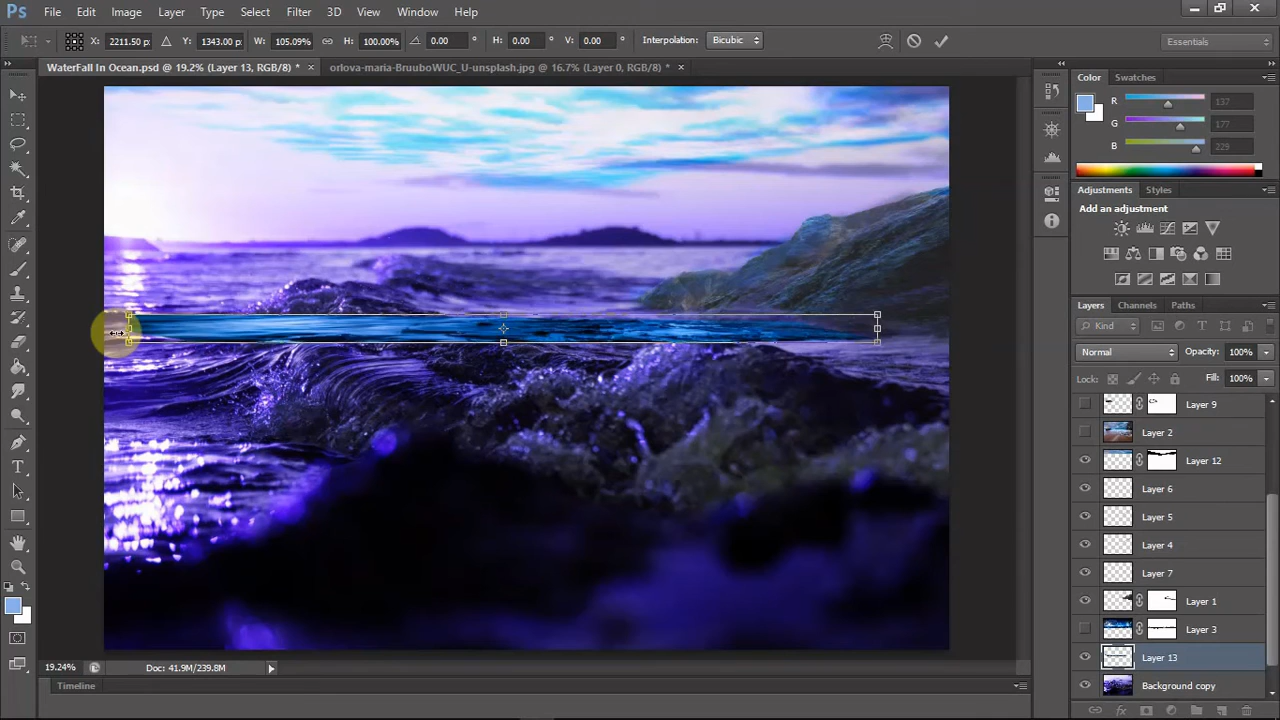 Ps File Edit Image Layer Type Select Filter 3D View Window Help
X: 2211.50 p: Y: 1343.00 p: W: 105.09% H: 100.00% 0.00 ° H: 0.00 ° V: 0.00 ° Interpolation: Bicubic Essentials
WaterFall In Ocean.psd @ 19.2% (Layer 13, RGB/8) * × orlova-maria-BruuboWUC_U-unsplash.jpg @ 16.7% (Layer 0, RGB/8) * ×
Color Swatches
R 137
G 177
B 229
Adjustments Styles
Add an adjustment
Layers Channels Paths
Kind
Normal Opacity: 100%
Lock: Fill: 100%
Layer 9
Layer 2
Layer 12
Layer 6
Layer 5
Layer 4
Layer 7
Layer 1
Layer 3
Layer 13
Background copy
19.24% Doc: 41.9M/239.8M
Timeline